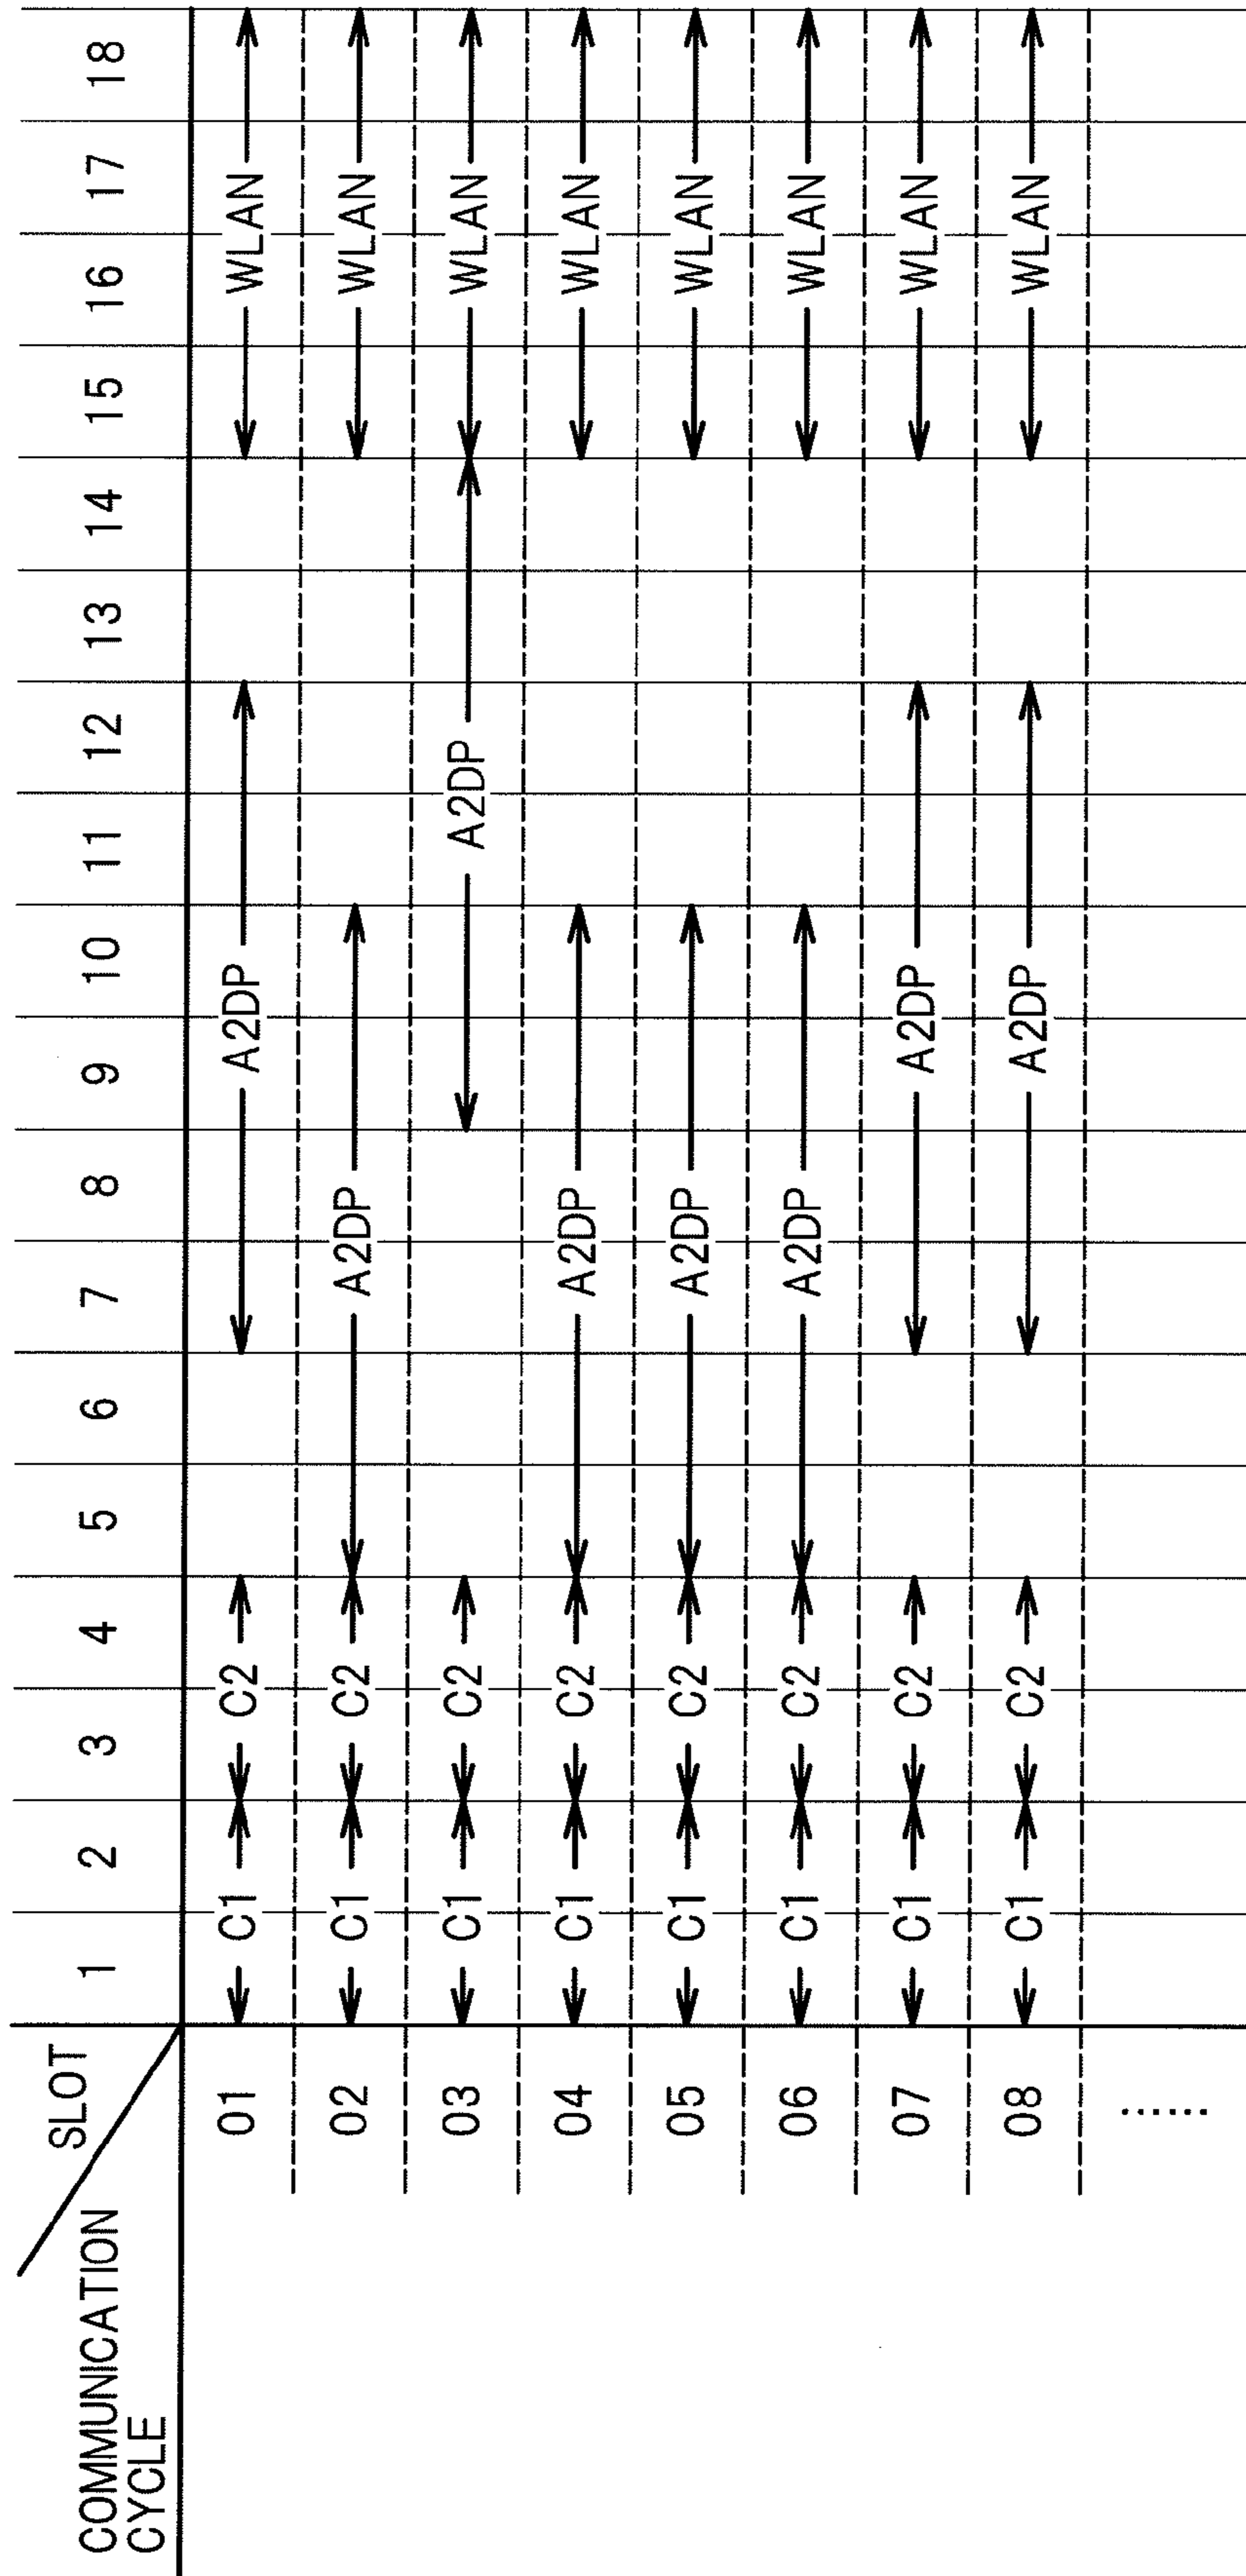 SLOT
COMMUNICATION
CYCLE
1 2 3 4 5 6 7 8 9 10 11 12 13 14 15 16 17 18
01 C1 C2 A2DP WLAN
02 C1 C2 A2DP WLAN
03 C1 C2 A2DP WLAN
04 C1 C2 A2DP WLAN
05 C1 C2 A2DP WLAN
06 C1 C2 A2DP WLAN
07 C1 C2 A2DP WLAN
08 C1 C2 A2DP WLAN
......